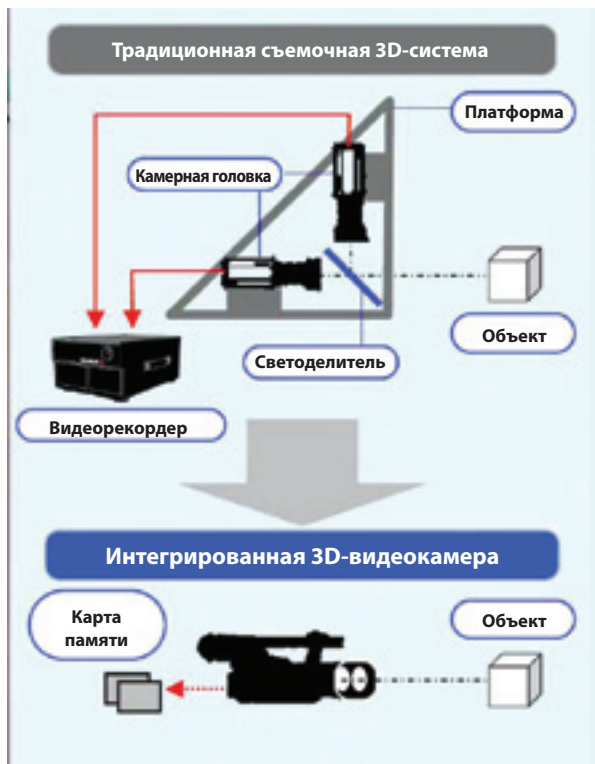 Традиционная съемочная 3D-система
Платформа
Камерная головка
Объект
Светоделитель
Видеорекордер
Интегрированная 3D-видеокамера
Карта
памяти
Объект